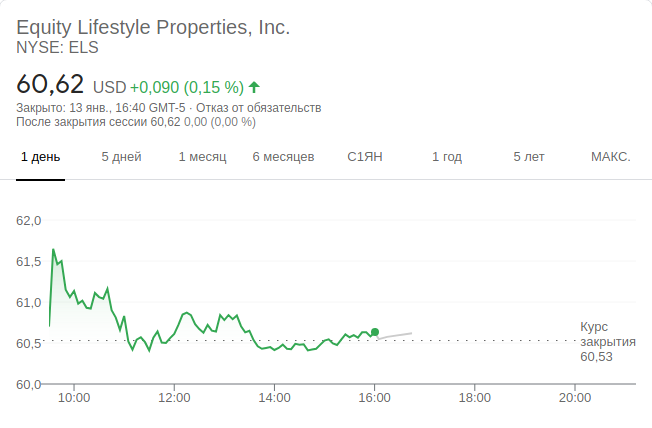 Equity Lifestyle Properties, Inc.
NYSE: ELS
60,62 USD +0,090 (0,15 %)
Закрыто: 13 янв., 16:40 GMT-5 · Отказ от обязательств
После закрытия сессии 60,62 0,00 (0,00 %)
1 день 5 дней 1 месяц 6 месяцев С1ЯН 1 год 5 лет МАКС.
62,0
61,5
61,0
60,5
60,0
Курс
закрытия
60,53
10:00 12:00 14:00 16:00 18:00 20:00